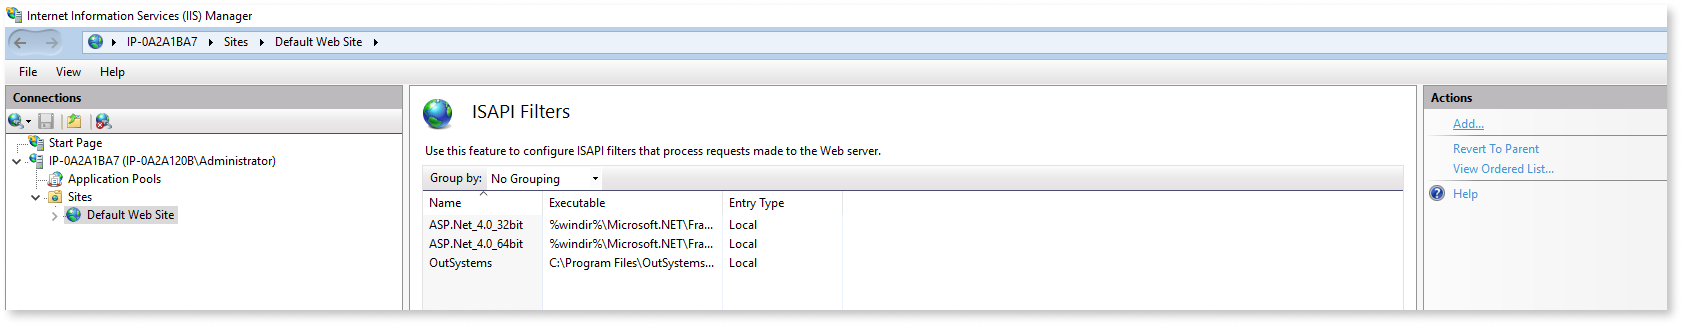 Internet Information Services (IIS) Manager
IP-0A2A1BA7 Sites Default Web Site
File View Help
Connections
Start Page
IP-0A2A1BA7 (IP-0A2A120B\Administrator)
Application Pools
Sites
Default Web Site
ISAPI Filters
Use this feature to configure ISAPI filters that process requests made to the Web server.
Group by: No Grouping
Name Executable Entry Type
ASP.Net_4.0_32bit %windir%\Microsoft.NET\Fra... Local
ASP.Net_4.0_64bit %windir%\Microsoft.NET\Fra... Local
OutSystems C:\Program Files\OutSystems... Local
Actions
Add...
Revert To Parent
View Ordered List...
Help